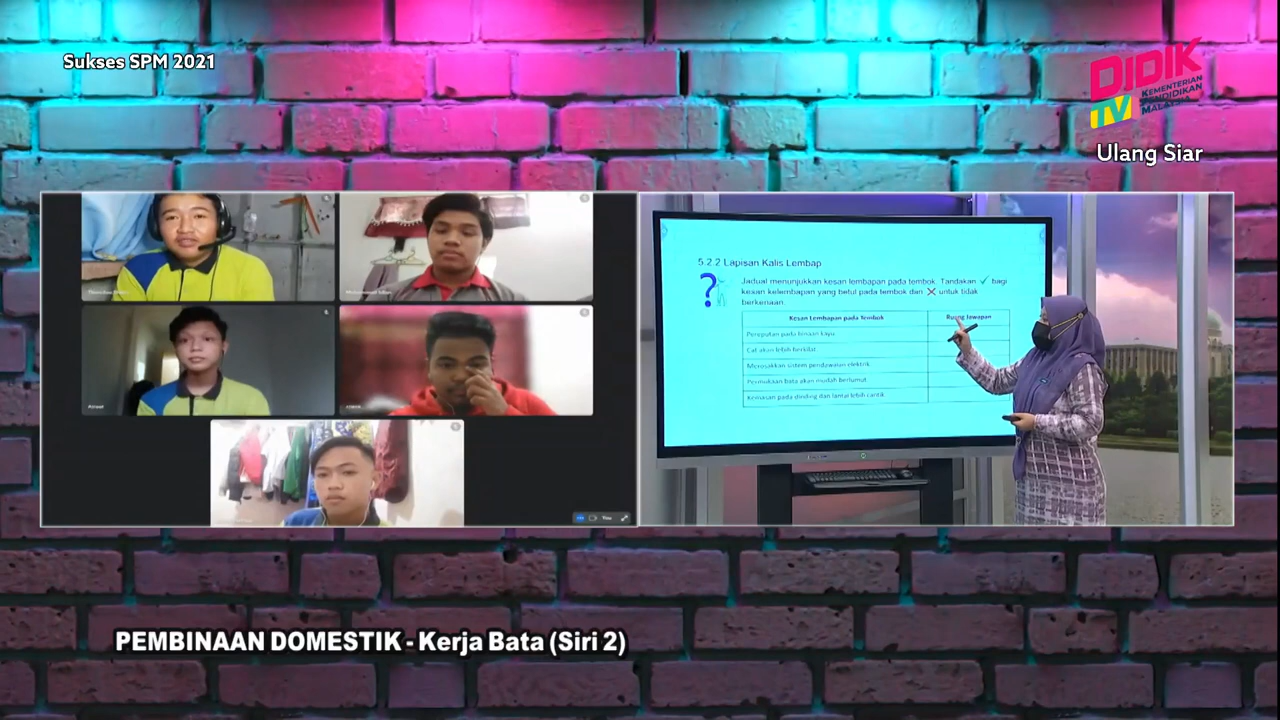 Sukses SPM 2021
DIDIK
TV
KEMENTERIAN
PENDIDIKAN
MALAYSIA
Ulang Siar
5.2.2 Lapisan Kalis Lembap
?
Jadual menunjukkan kesan lembapan pada tembok. Tandakan ✓ bagi
kesan kelembapan yang betul pada tembok dan ✗ untuk tidak
berkenaan.
Kesan Lembapan pada Tembok
Ruang Jawapan
Pereputan pada binaan kayu
Cat akan lebih berkilat
Merosakkan sistem pendawaian elektrik
Permukaan bata akan mudah berlumut
Kemasan pada dinding dan lantai lebih cantik
You
PEMBINAAN DOMESTIK - Kerja Bata (Siri 2)